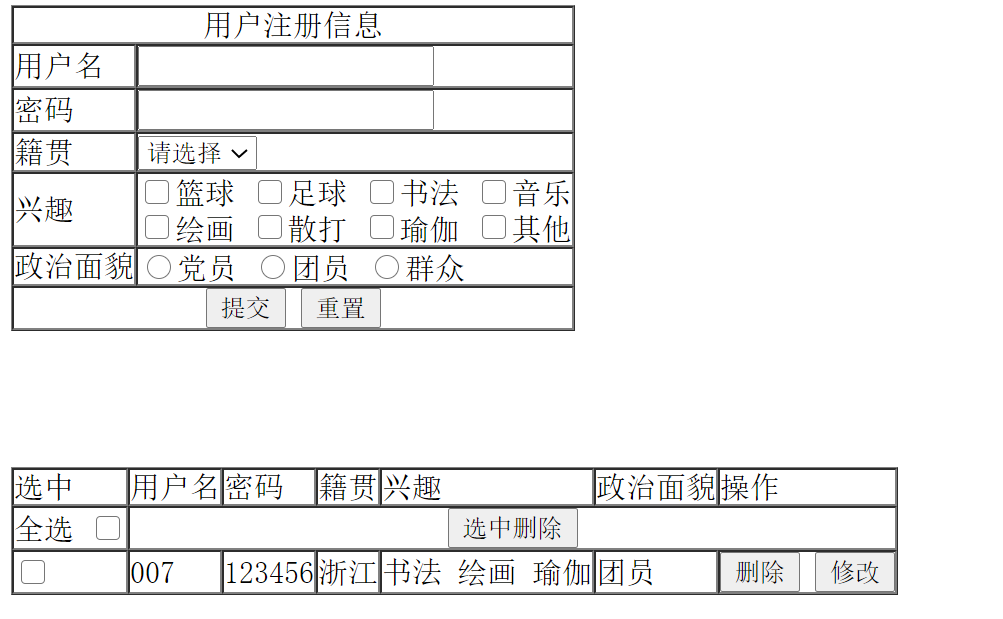 用户注册信息
用户名
密码
籍贯 请选择
兴趣
篮球 足球 书法 音乐
绘画 散打 瑜伽 其他
政治面貌 党员 团员 群众
提交 重置
选中 用户名 密码 籍贯 兴趣 政治面貌 操作
全选 选中删除
007 123456 浙江 书法 绘画 瑜伽 团员 删除 修改